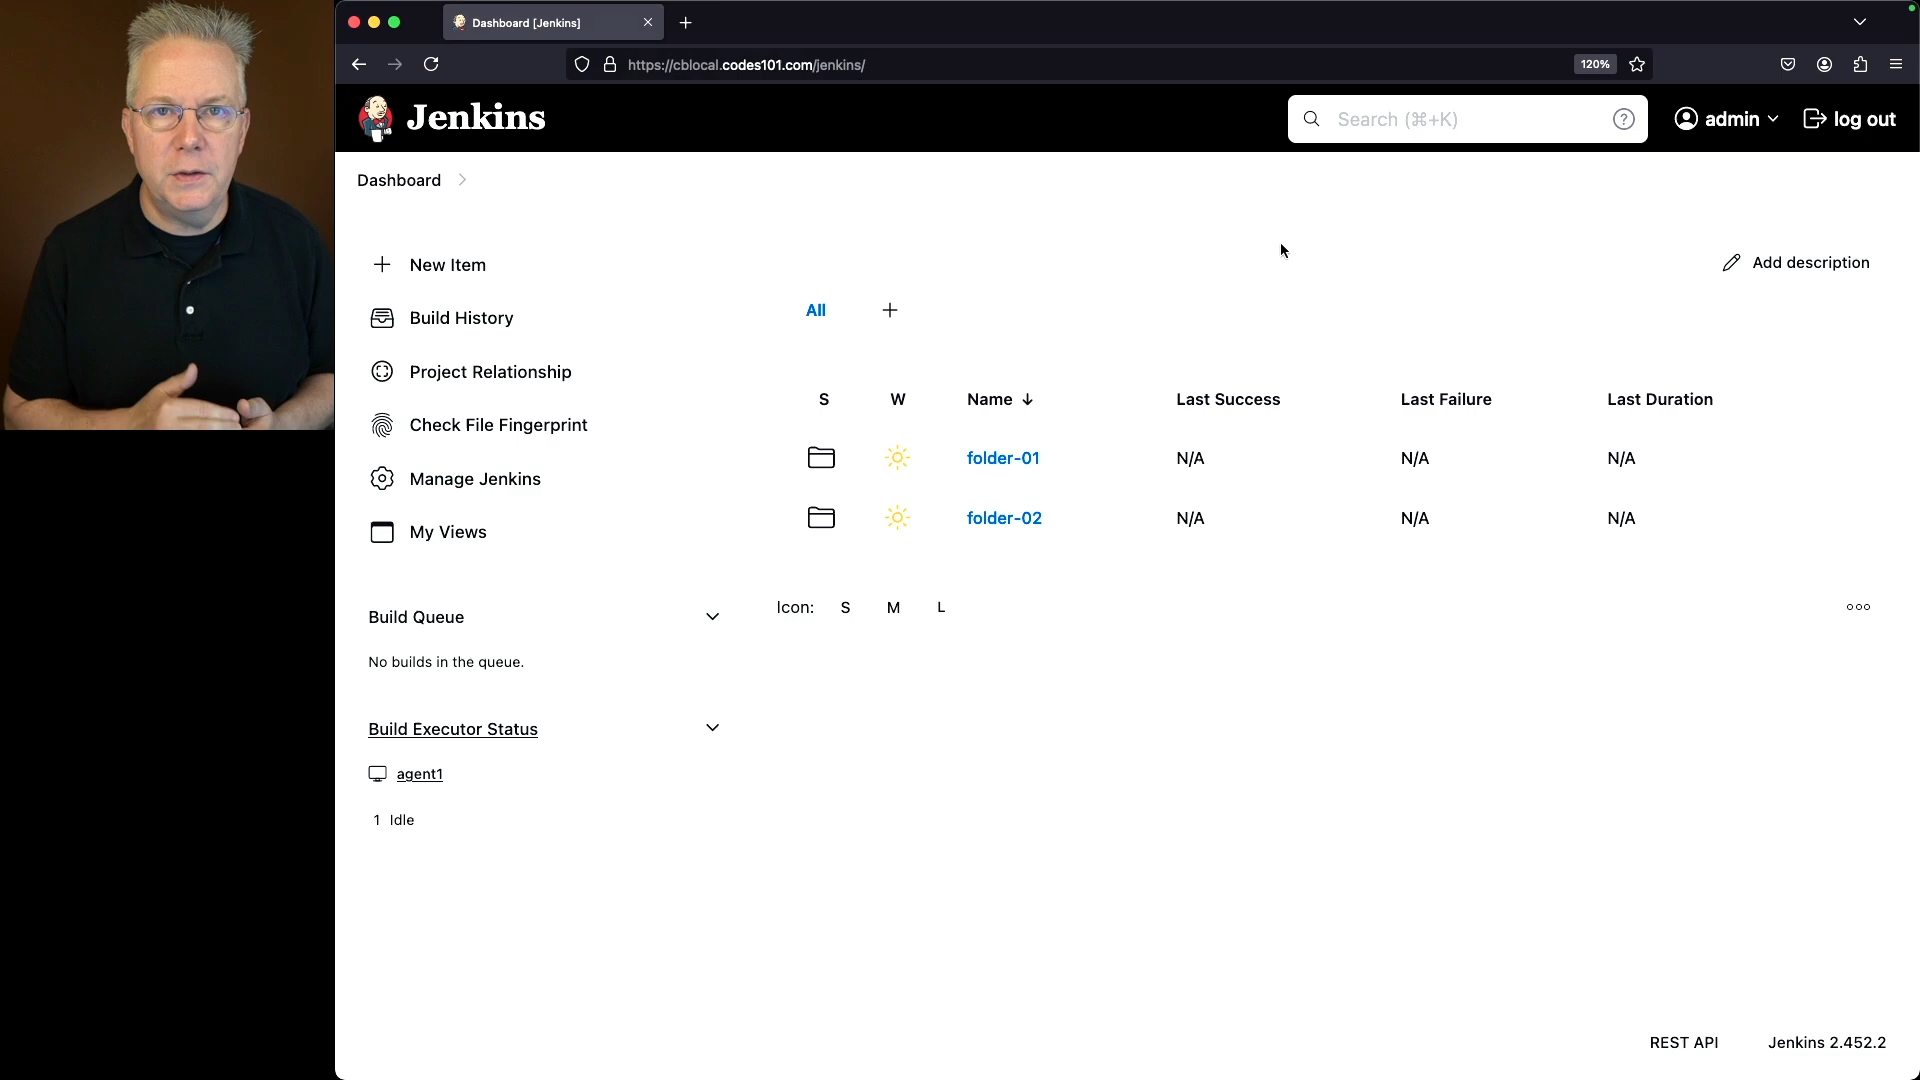 Dashboard [Jenkins]
https://cblocal.codes101.com/jenkins/
120%
Jenkins
Search (⌘+K)
admin
log out
Dashboard
New Item
Add description
All
Build History
Project Relationship
S W Name ↓ Last Success Last Failure Last Duration
Check File Fingerprint
folder-01 N/A N/A N/A
Manage Jenkins
folder-02 N/A N/A N/A
My Views
Build Queue
Icon: S M L
No builds in the queue.
Build Executor Status
agent1
1 Idle
REST API Jenkins 2.452.2